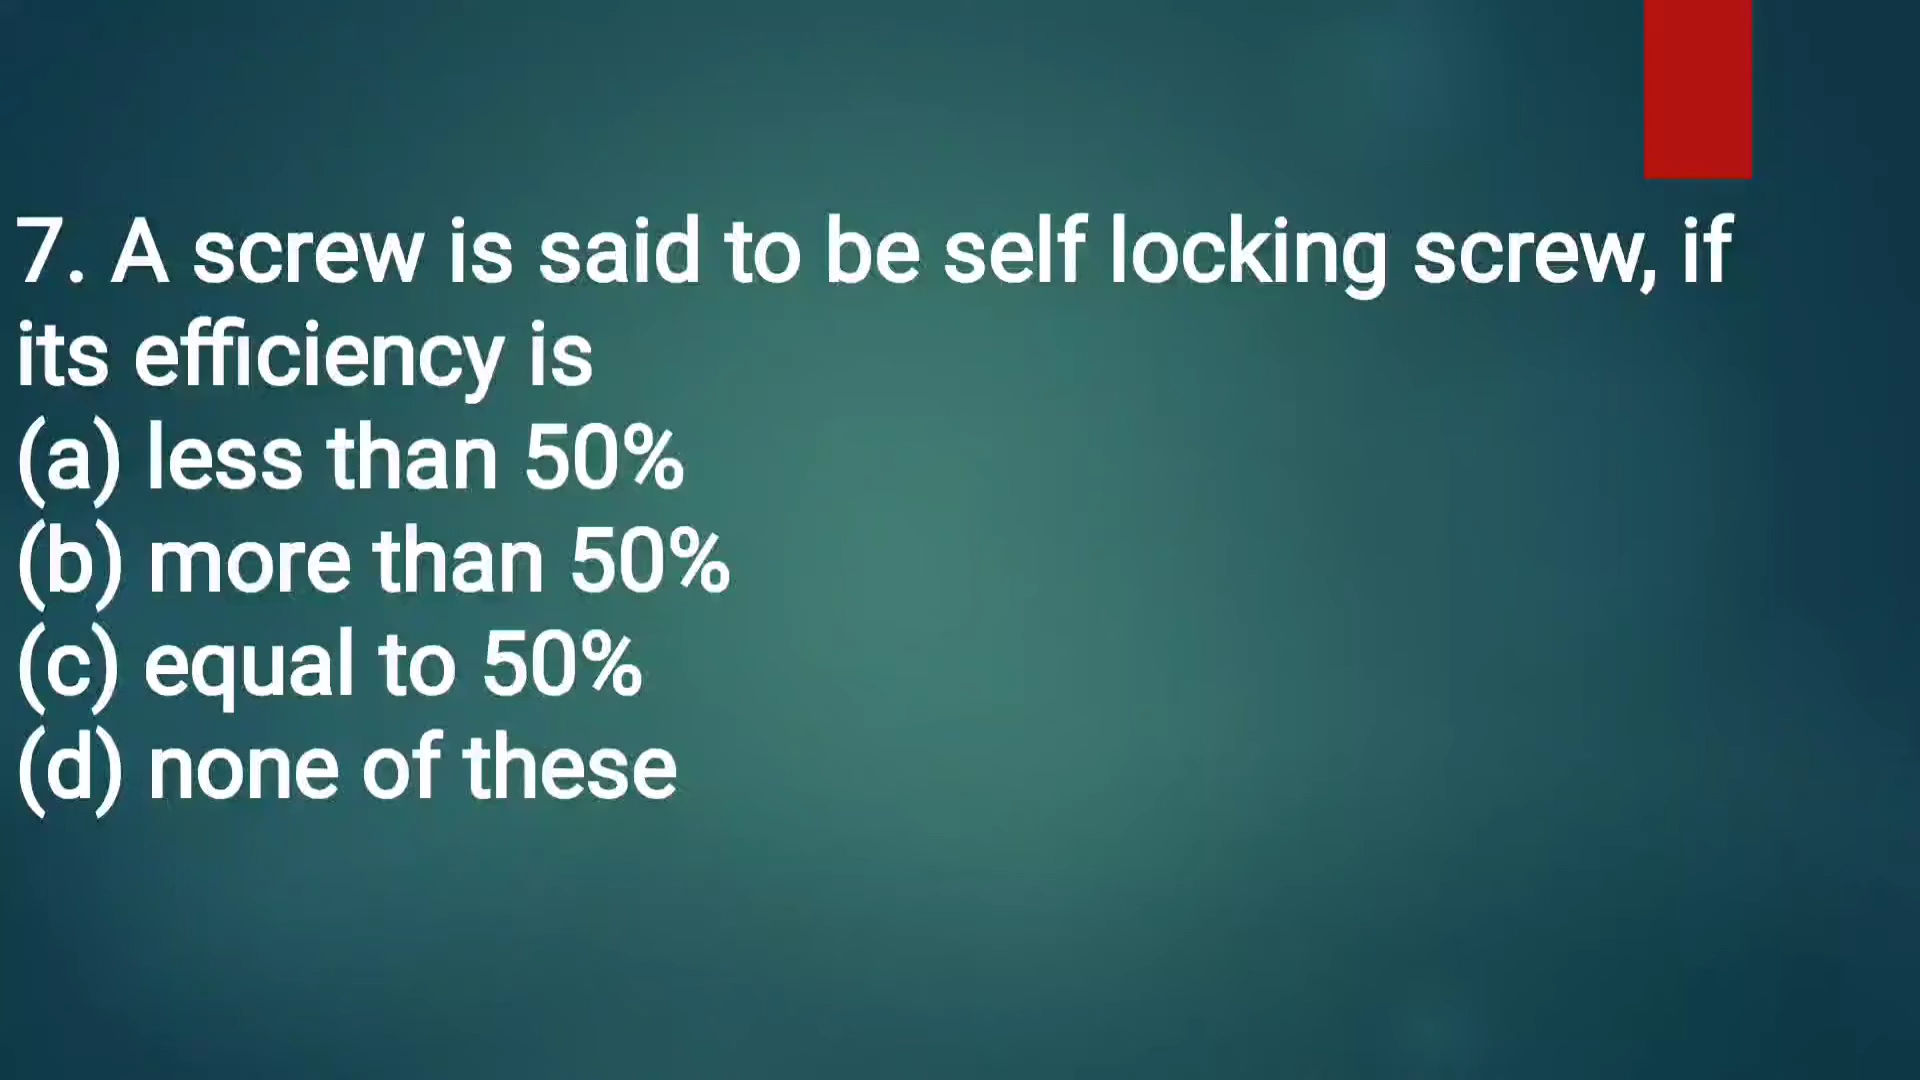 7. A screw is said to be self locking screw, if
its efficiency is
(a) less than 50%
(b) more than 50%
(c) equal to 50%
(d) none of these